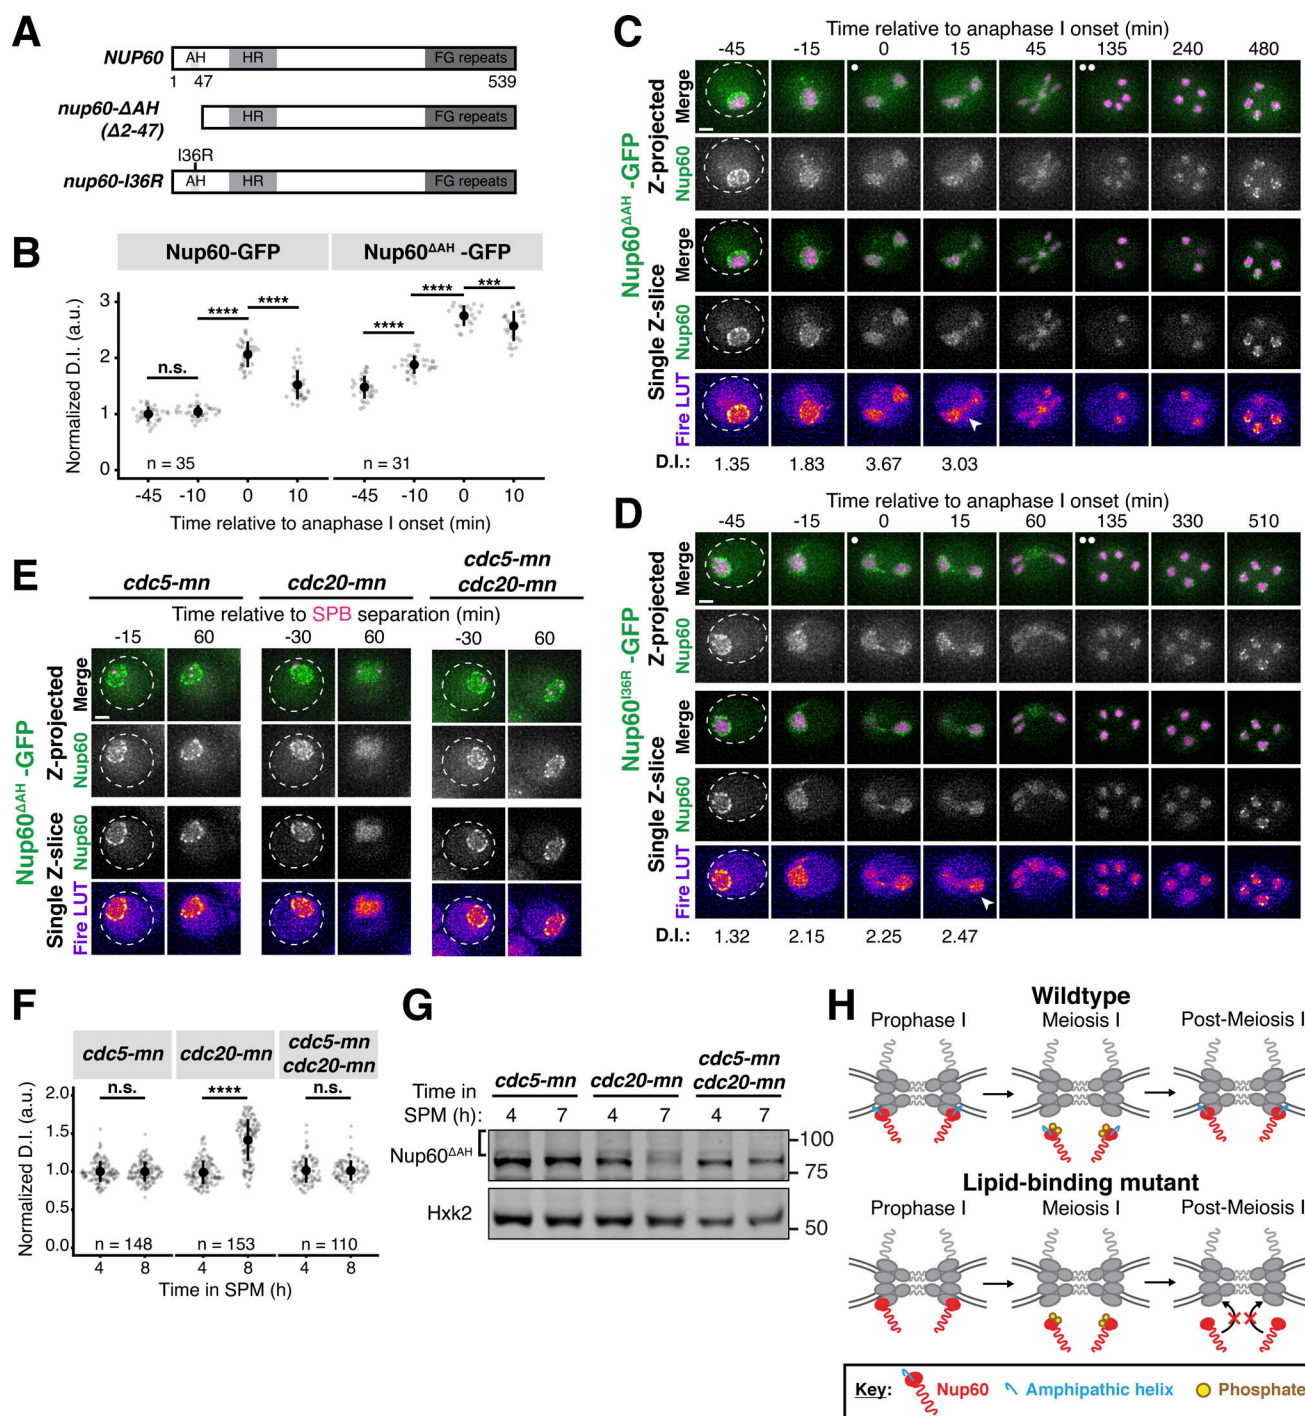 A
NUP60
AH HR FG repeats
1 47 539
nup60-ΔAH
(Δ2-47)
HR FG repeats
I36R
nup60-I36R
AH HR FG repeats
B
Nup60-GFP Nup60ΔAH -GFP
Normalized D.I. (a.u.)
3
2
1
0
n.s. **** **** **** **** ***
n = 35 n = 31
-45 -10 0 10 -45 -10 0 10
Time relative to anaphase I onset (min)
C
Time relative to anaphase I onset (min)
-45 -15 0 15 45 135 240 480
Nup60ΔAH -GFP
Z-projected
Merge
Nup60
Single Z-slice
Merge
Nup60
Fire LUT
D.I.: 1.35 1.83 3.67 3.03
D
Time relative to anaphase I onset (min)
-45 -15 0 15 60 135 330 510
Nup60I36R -GFP
Z-projected
Merge
Nup60
Single Z-slice
Merge
Nup60
Fire LUT
D.I.: 1.32 2.15 2.25 2.47
E
cdc5-mn cdc20-mn cdc5-mn
cdc20-mn
Time relative to SPB separation (min)
-15 60 -30 60 -30 60
Nup60ΔAH -GFP
Z-projected
Merge
Nup60
Single Z-slice
Nup60
Fire LUT
F
cdc5-mn cdc20-mn cdc5-mn
cdc20-mn
Normalized D.I. (a.u.)
2.0
1.5
1.0
0.5
0.0
n.s. **** n.s.
n = 148 n = 153 n = 110
4 8 4 8 4 8
Time in SPM (h)
G
cdc5-mn cdc20-mn cdc5-mn
cdc20-mn
Time in
SPM (h): 4 7 4 7 4 7
Nup60ΔAH
100
75
Hxk2
50
H
Wildtype
Prophase I Meiosis I Post-Meiosis I
Lipid-binding mutant
Prophase I Meiosis I Post-Meiosis I
Key: Nup60 Amphipathic helix Phosphate